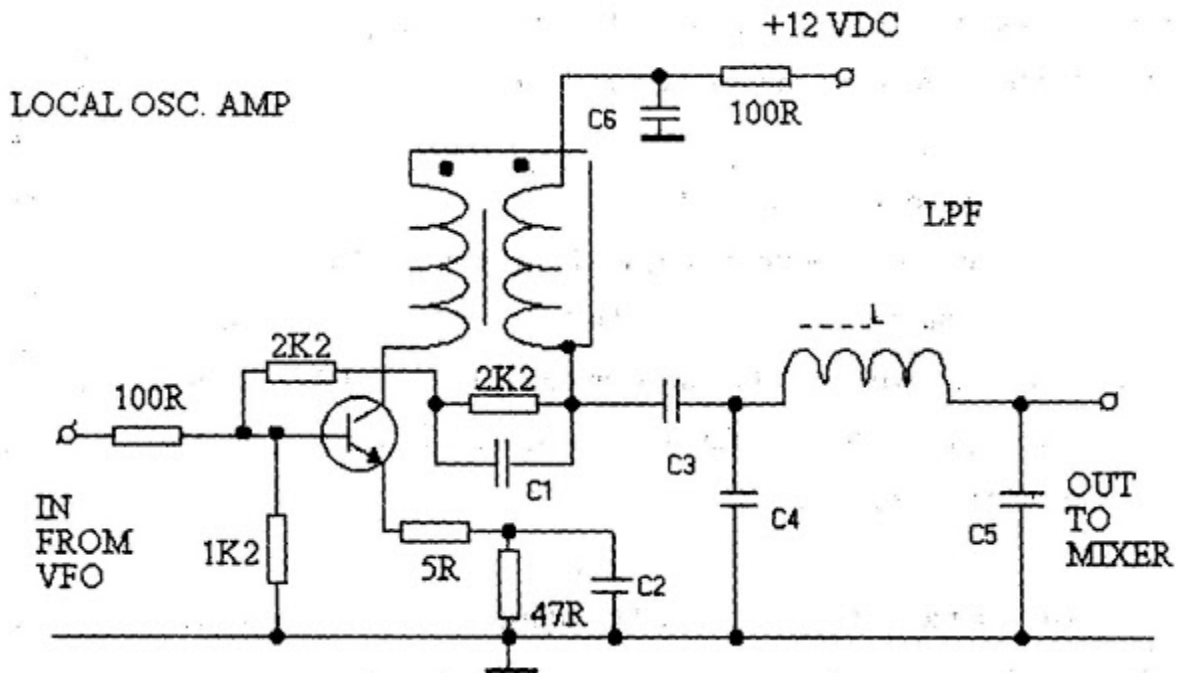 +12 VDC
LOCAL OSC. AMP
C6
100R
LPF
L
2K2
2K2
100R
C3
C1
IN
FROM
VFO
1K2
5R
C2
47R
C4
C5
OUT
TO
MIXER